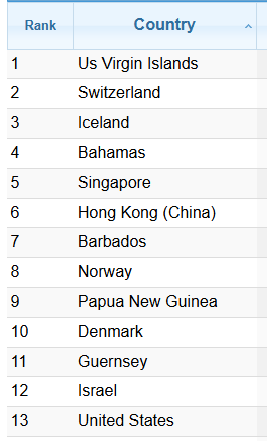 Rank Country
1 Us Virgin Islands
2 Switzerland
3 Iceland
4 Bahamas
5 Singapore
6 Hong Kong (China)
7 Barbados
8 Norway
9 Papua New Guinea
10 Denmark
11 Guernsey
12 Israel
13 United States